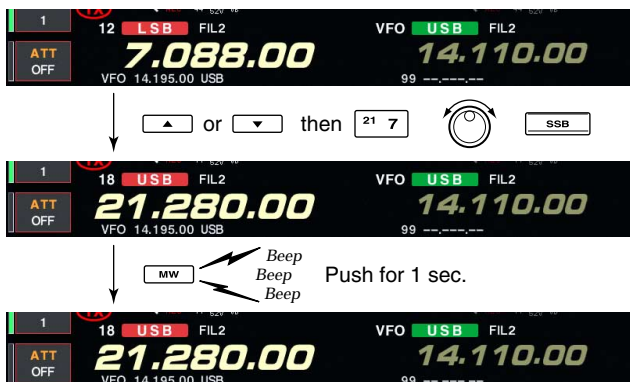 1 12 LSB FIL2 VFO USB FIL2
ATT OFF 7.088.00 14.110.00
VFO 14.195.00 USB 99 --.---.--
▲ or ▼ then 21 7 SSB
1 18 USB FIL2 VFO USB FIL2
ATT OFF 21.280.00 14.110.00
VFO 14.195.00 USB 99 --.---.--
Beep
MW Beep Push for 1 sec.
Beep
1 18 USB FIL2 VFO USB FIL2
ATT OFF 21.280.00 14.110.00
VFO 14.195.00 USB 99 --.---.--